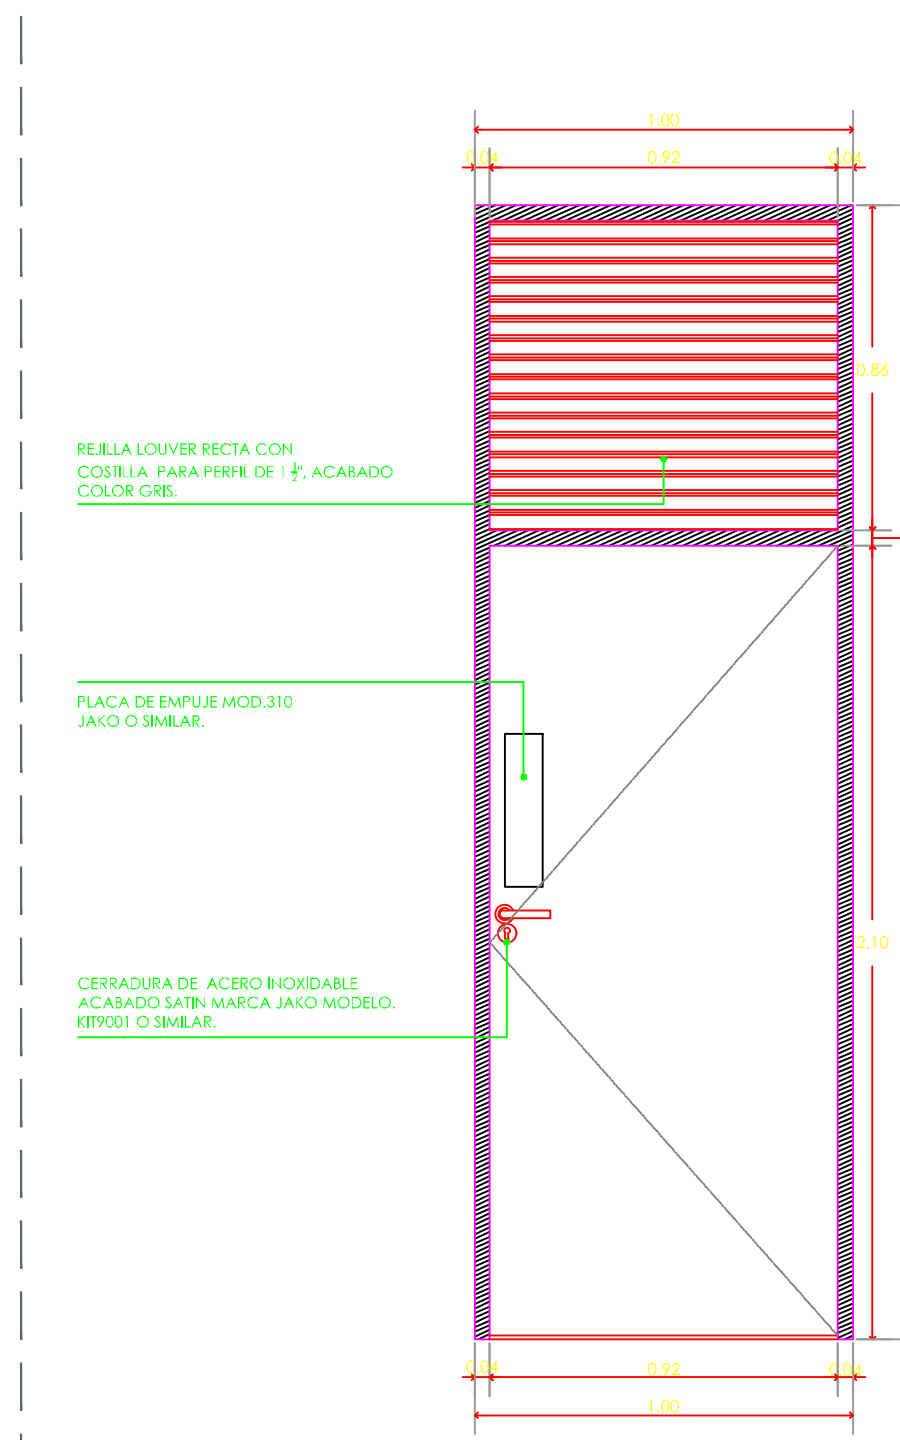 1.00
0.04
0.92
0.04
0.86
REJILLA LOUVER RECTA CON
COSTILLA PARA PERFIL DE 1 ½", ACABADO
COLOR GRIS.
PLACA DE EMPUJE MOD.310
JAKO O SIMILAR.
2.10
CERRADURA DE ACERO INOXIDABLE
ACABADO SATIN MARCA JAKO MODELO.
KIT9001 O SIMILAR.
0.04
0.92
0.04
1.00